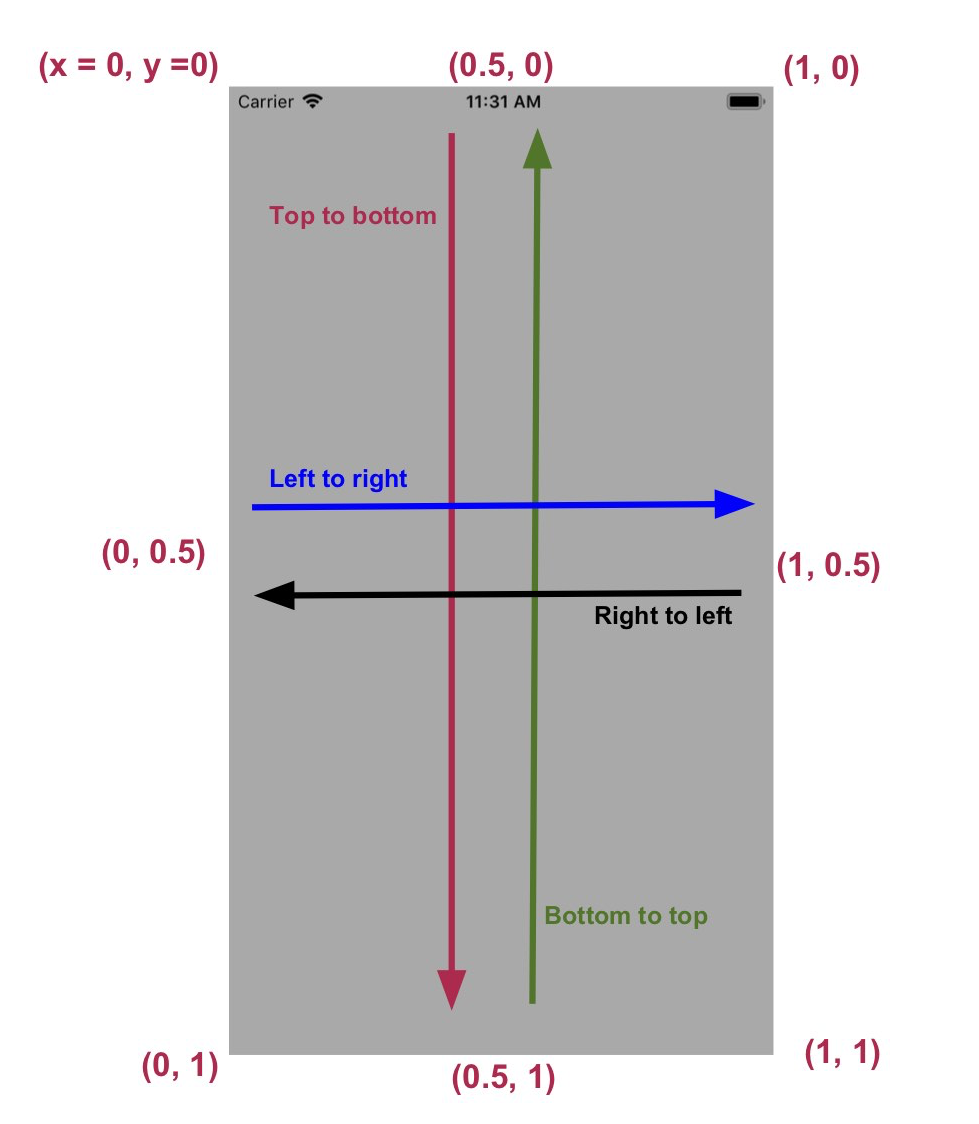 (x = 0, y =0)
(0.5, 0)
(1, 0)
Carrier
11:31 AM
Top to bottom
Left to right
(0, 0.5)
(1, 0.5)
Right to left
Bottom to top
(0, 1)
(0.5, 1)
(1, 1)